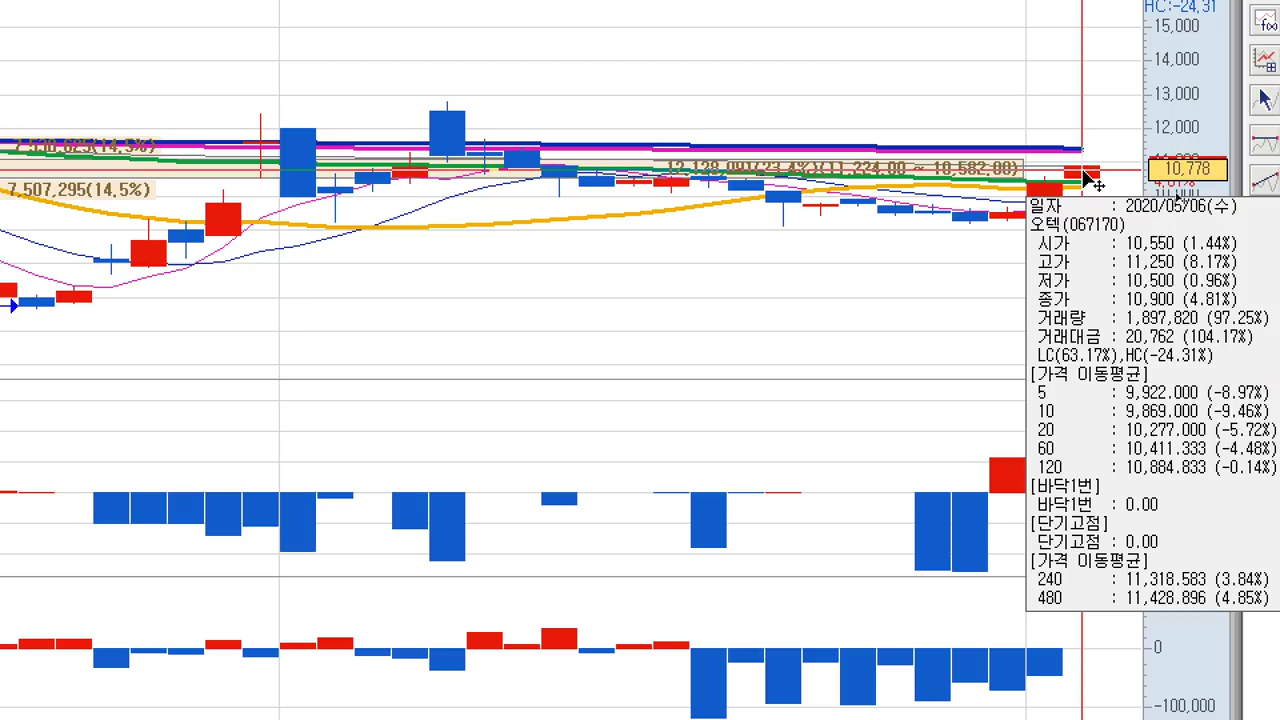 HC:-24,31
15,000
14,000
13,000
12,000
7,530,625(14.3%)
12,128,091(23.4%)(11,224.00 ~ 10,582.00)
10,778
4.81%
7,507,295(14.5%)
일자 : 2020/05/06(수)
오텍(067170)
시가 : 10,550 (1.44%)
고가 : 11,250 (8.17%)
저가 : 10,500 (0.96%)
종가 : 10,900 (4.81%)
거래량 : 1,897,820 (97.25%)
거래대금 : 20,762 (104.17%)
LC(63.17%),HC(-24.31%)
[가격 이동평균]
5 : 9,922.000 (-8.97%)
10 : 9,869.000 (-9.46%)
20 : 10,277.000 (-5.72%)
60 : 10,411.333 (-4.48%)
120 : 10,884.833 (-0.14%)
[바닥1번]
바닥1번 : 0.00
[단기고점]
단기고점 : 0.00
[가격 이동평균]
240 : 11,318.583 (3.84%)
480 : 11,428.896 (4.85%)
0
-100,000